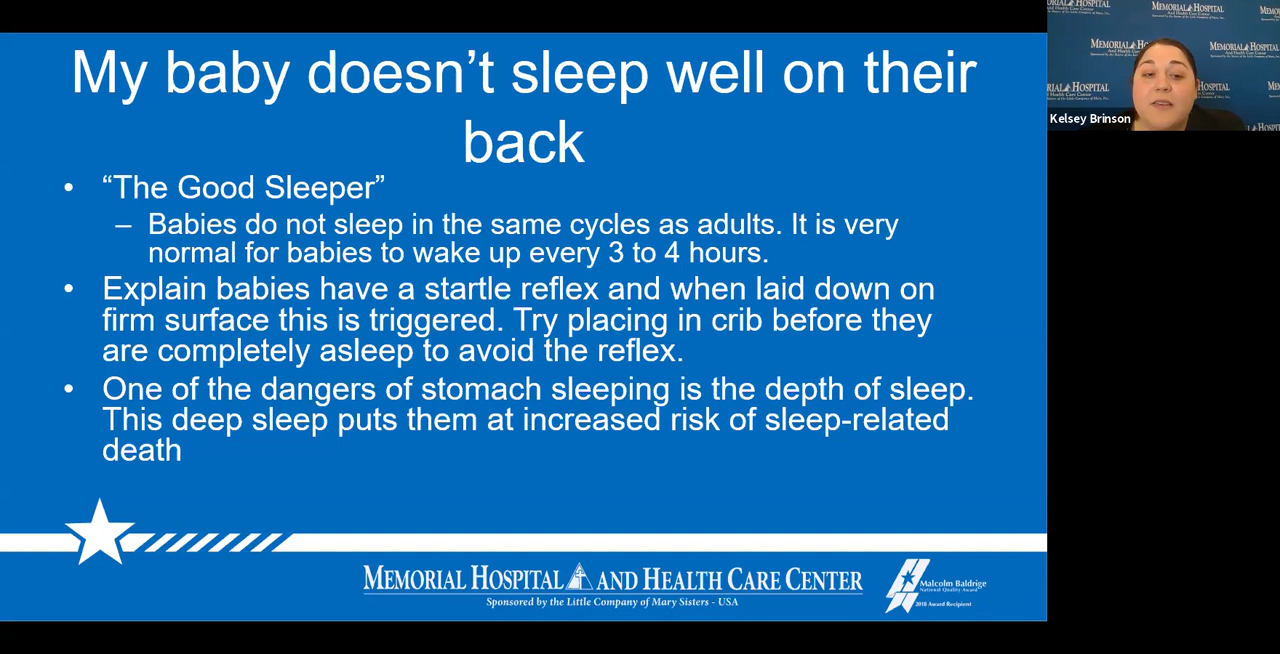 My baby doesn’t sleep well on their
back
• “The Good Sleeper”
– Babies do not sleep in the same cycles as adults. It is very
normal for babies to wake up every 3 to 4 hours.
• Explain babies have a startle reflex and when laid down on
firm surface this is triggered. Try placing in crib before they
are completely asleep to avoid the reflex.
• One of the dangers of stomach sleeping is the depth of sleep.
This deep sleep puts them at increased risk of sleep-related
death
MEMORIAL HOSPITAL AND HEALTH CARE CENTER
Sponsored by the Little Company of Mary Sisters - USA
Malcolm Baldrige
National Quality Award
2018 Award Recipient
MEMORIAL HOSPITAL
Kelsey Brinson